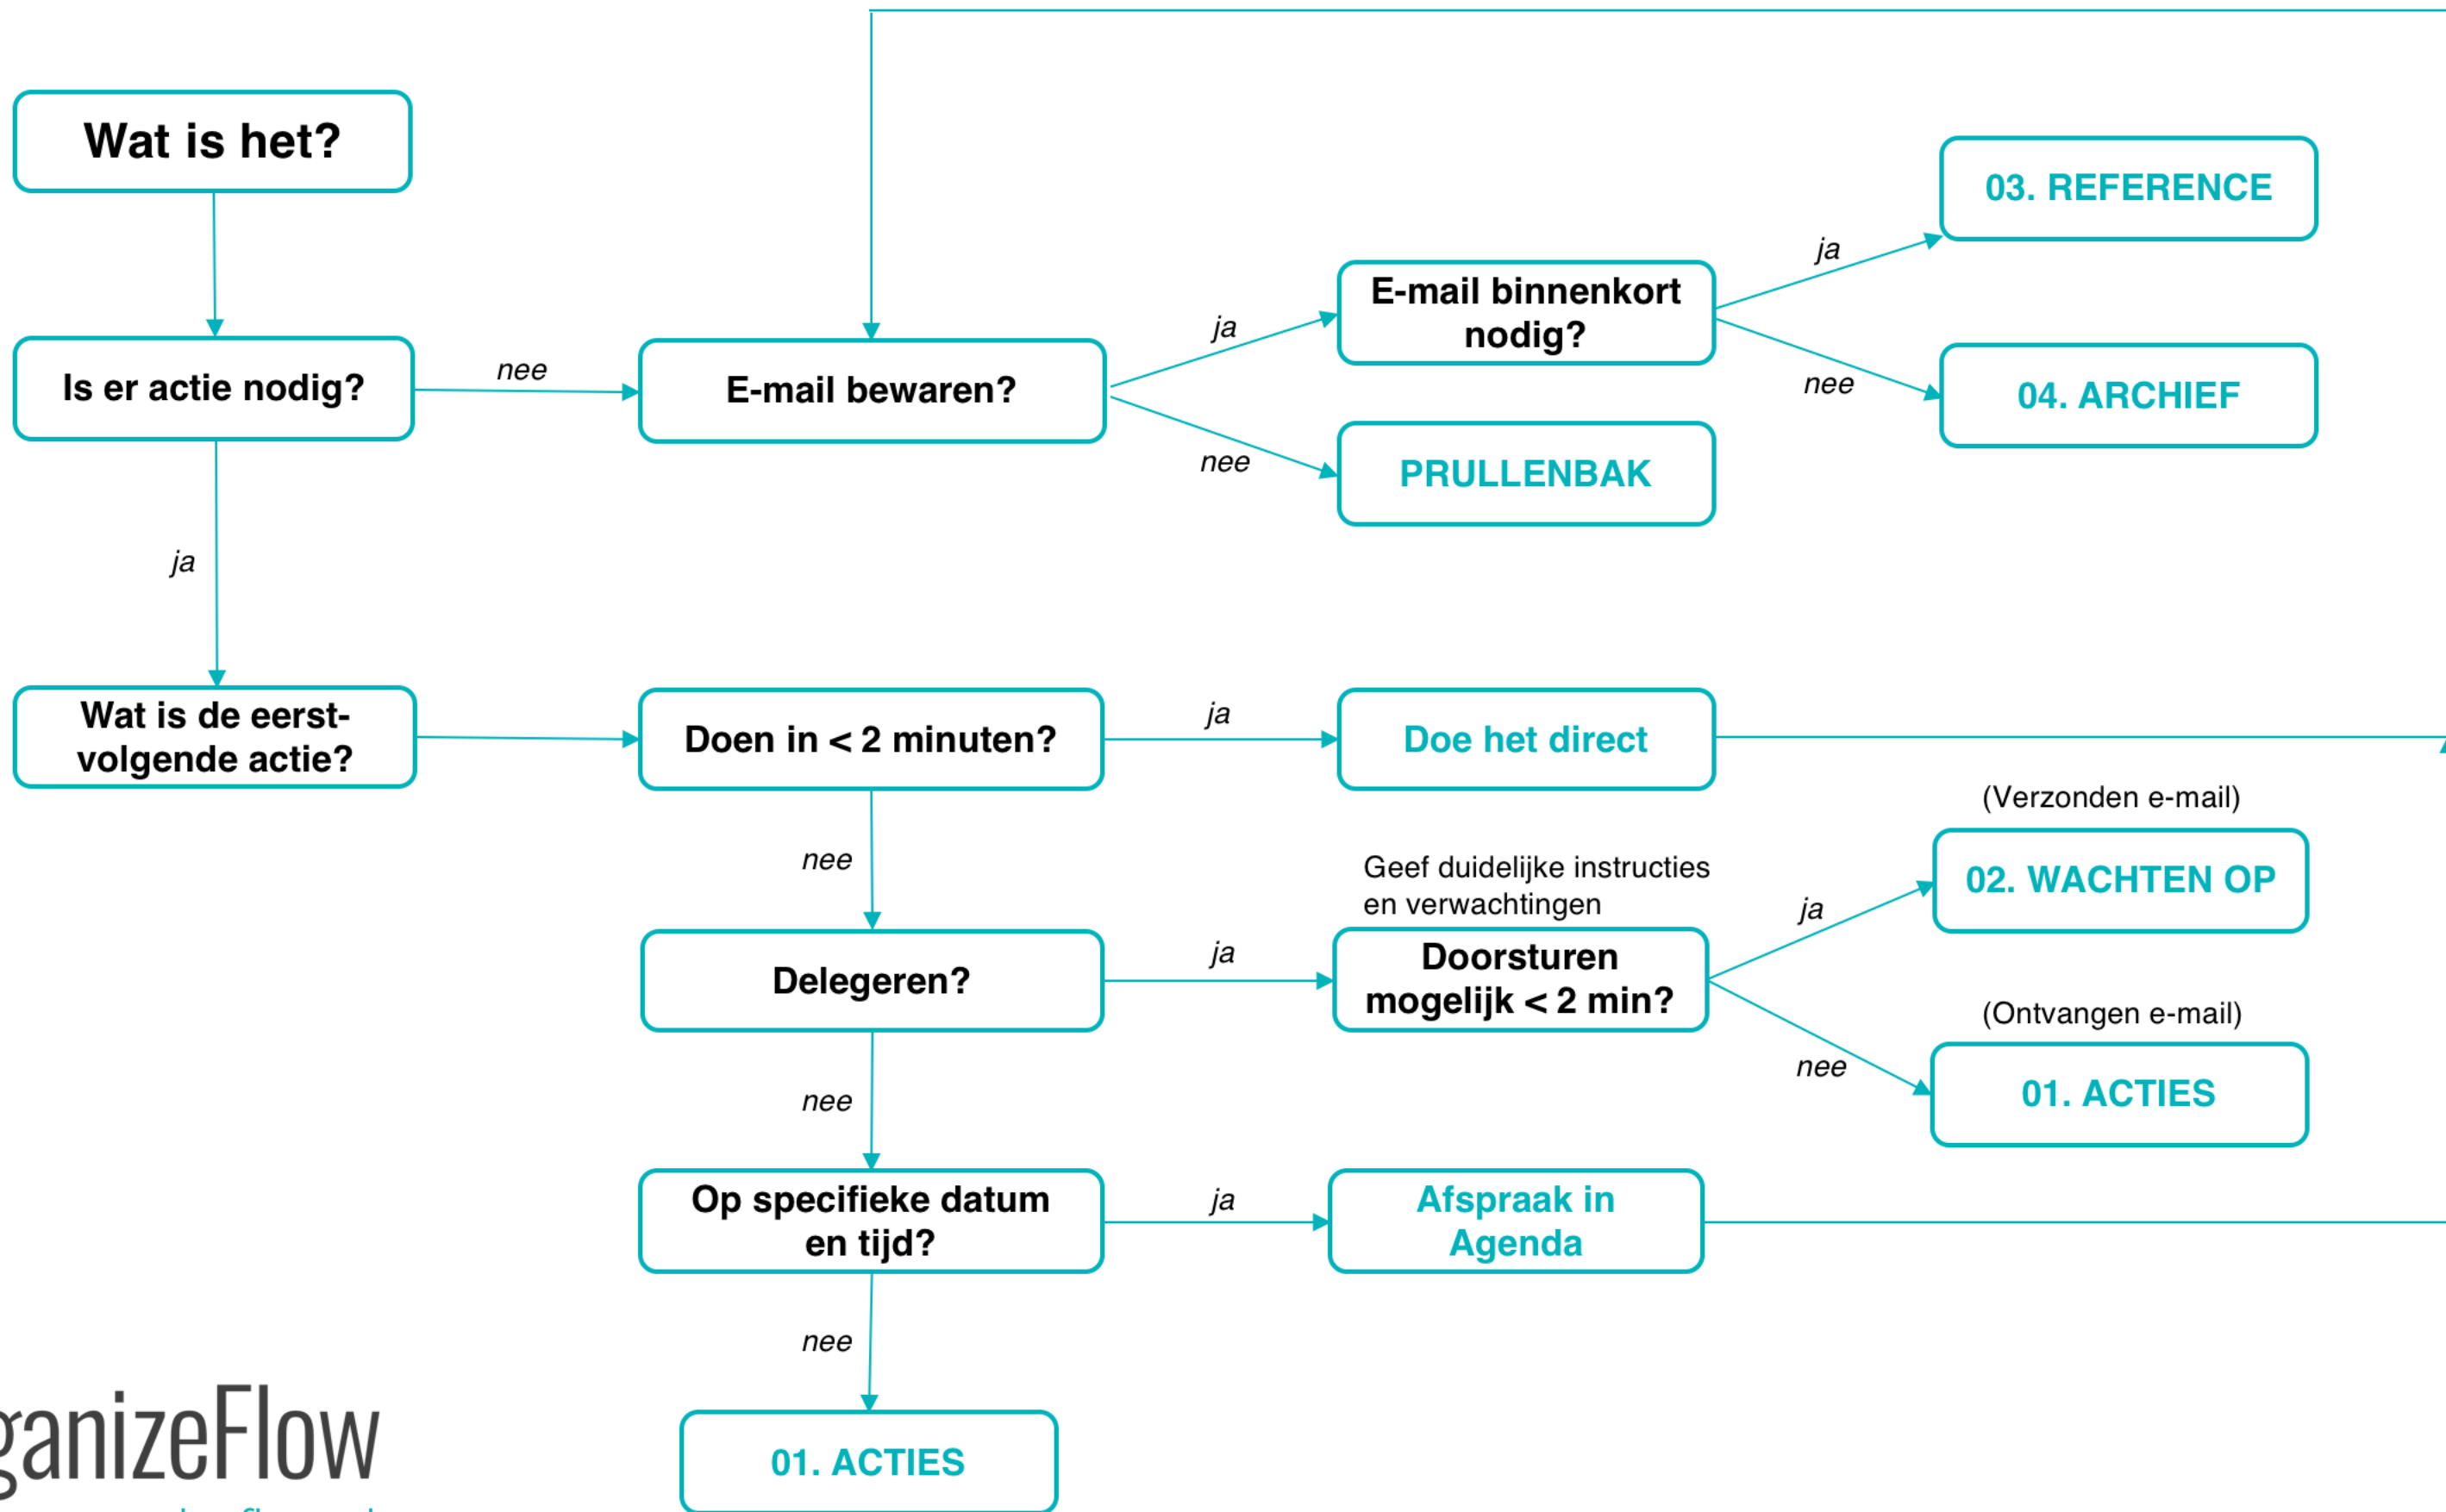 Wat is het?
03. REFERENCE
ja
E-mail binnenkort
nodig?
ja
Is er actie nodig?
nee
E-mail bewaren?
nee
04. ARCHIEF
nee
PRULLENBAK
ja
Wat is de eerst-
volgende actie?
Doen in < 2 minuten?
ja
Doe het direct
(Verzonden e-mail)
nee
Geef duidelijke instructies
en verwachtingen
02. WACHTEN OP
ja
Delegeren?
ja
Doorsturen
mogelijk < 2 min?
(Ontvangen e-mail)
nee
nee
01. ACTIES
Op specifieke datum
en tijd?
ja
Afspraak in
Agenda
nee
ganizeFlow
01. ACTIES